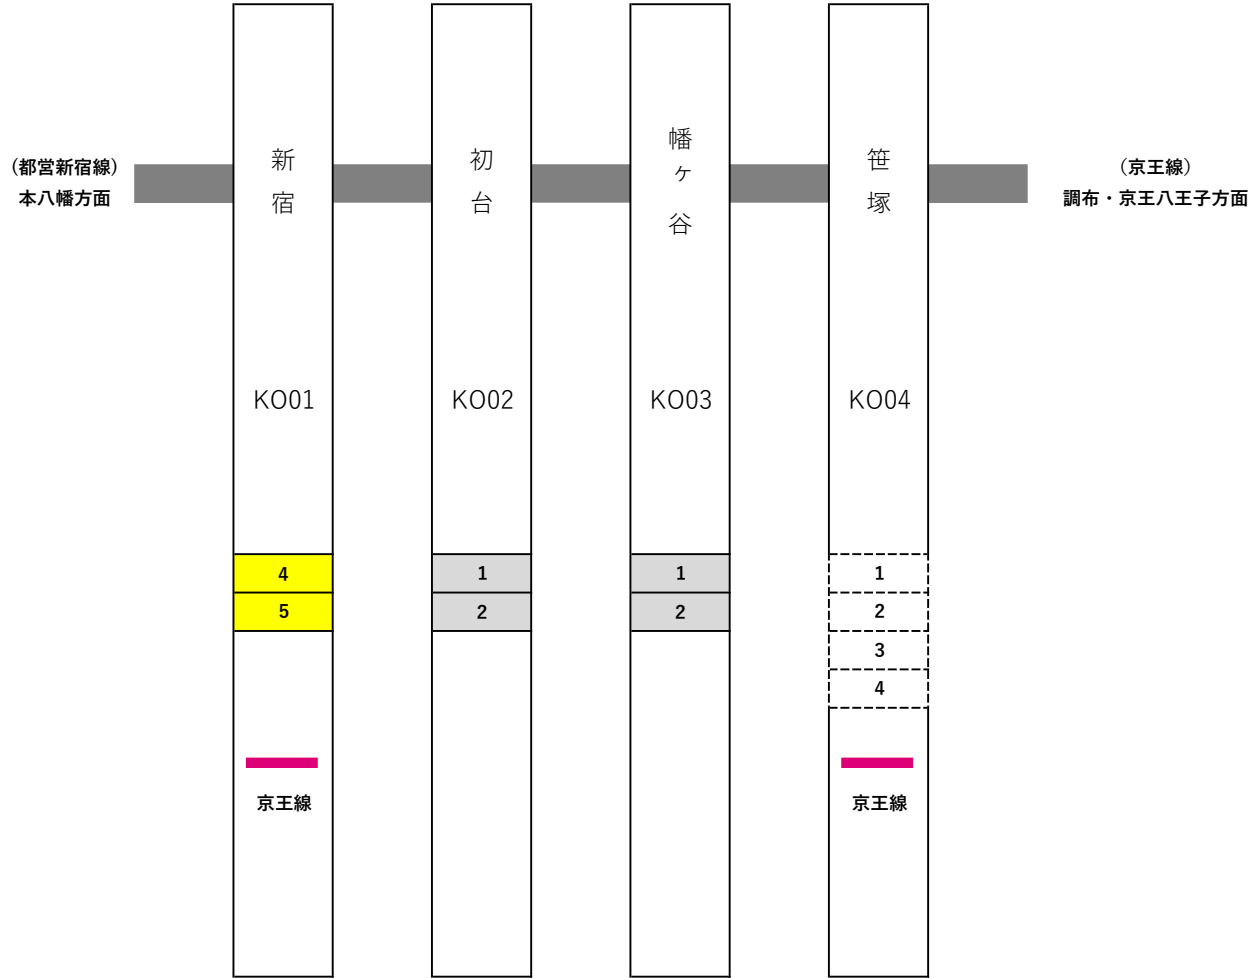 （都営新宿線）
本八幡方面
新宿
初台
幡ヶ谷
笹塚
（京王線）
調布・京王八王子方面
KO01
KO02
KO03
KO04
4
1
1
1
5
2
2
2
3
4
京王線
京王線